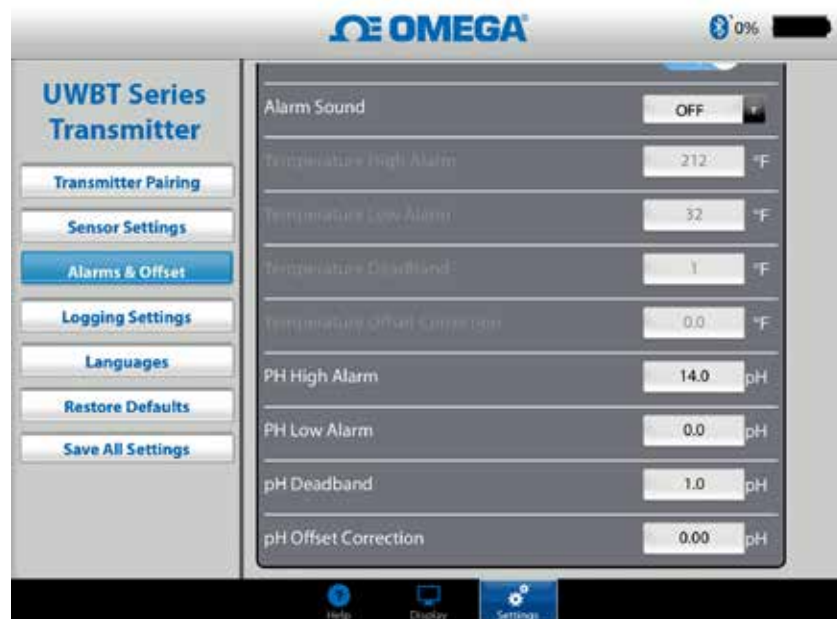 OMEGA
0%
UWBT Series
Transmitter
Transmitter Pairing
Sensor Settings
Alarms & Offset
Logging Settings
Languages
Restore Defaults
Save All Settings
Alarm Sound
OFF
Temperature High Alarm
212 °F
Temperature Low Alarm
32 °F
Temperature Deadband
1 °F
Temperature Offset Correction
0.0 °F
PH High Alarm
14.0 pH
PH Low Alarm
0.0 pH
pH Deadband
1.0 pH
pH Offset Correction
0.00 pH
Help
Display
Settings